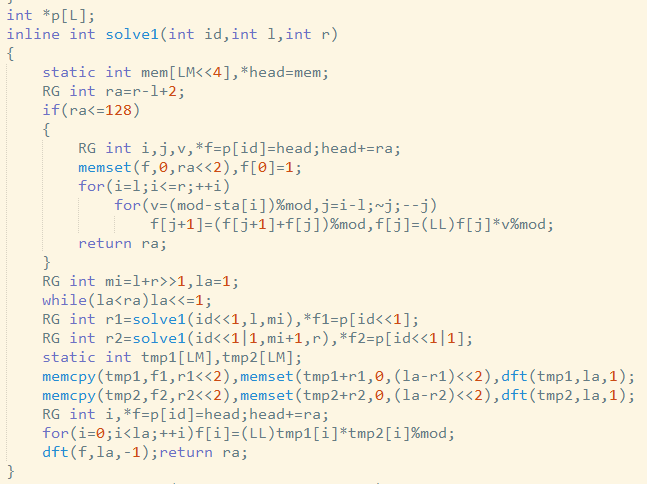 int *p[L];
inline int solve1(int id,int l,int r)
{
    static int mem[LM<<4],*head=mem;
    RG int ra=r-l+2;
    if(ra<=128)
    {
        RG int i,j,v,*f=p[id]=head;head+=ra;
        memset(f,0,ra<<2),f[0]=1;
        for(i=l;i<=r;++i)
            for(v=(mod-sta[i])%mod,j=i-l;~j;--j)
                f[j+1]=(f[j+1]+f[j])%mod,f[j]=(LL)f[j]*v%mod;
        return ra;
    }
    RG int mi=l+r>>1,la=1;
    while(la<ra)la<<=1;
    RG int r1=solve1(id<<1,l,mi),*f1=p[id<<1];
    RG int r2=solve1(id<<1|1,mi+1,r),*f2=p[id<<1|1];
    static int tmp1[LM],tmp2[LM];
    memcpy(tmp1,f1,r1<<2),memset(tmp1+r1,0,(la-r1)<<2),dft(tmp1,la,1);
    memcpy(tmp2,f2,r2<<2),memset(tmp2+r2,0,(la-r2)<<2),dft(tmp2,la,1);
    RG int i,*f=p[id]=head;head+=ra;
    for(i=0;i<la;++i)f[i]=(LL)tmp1[i]*tmp2[i]%mod;
    dft(f,la,-1);return ra;
}